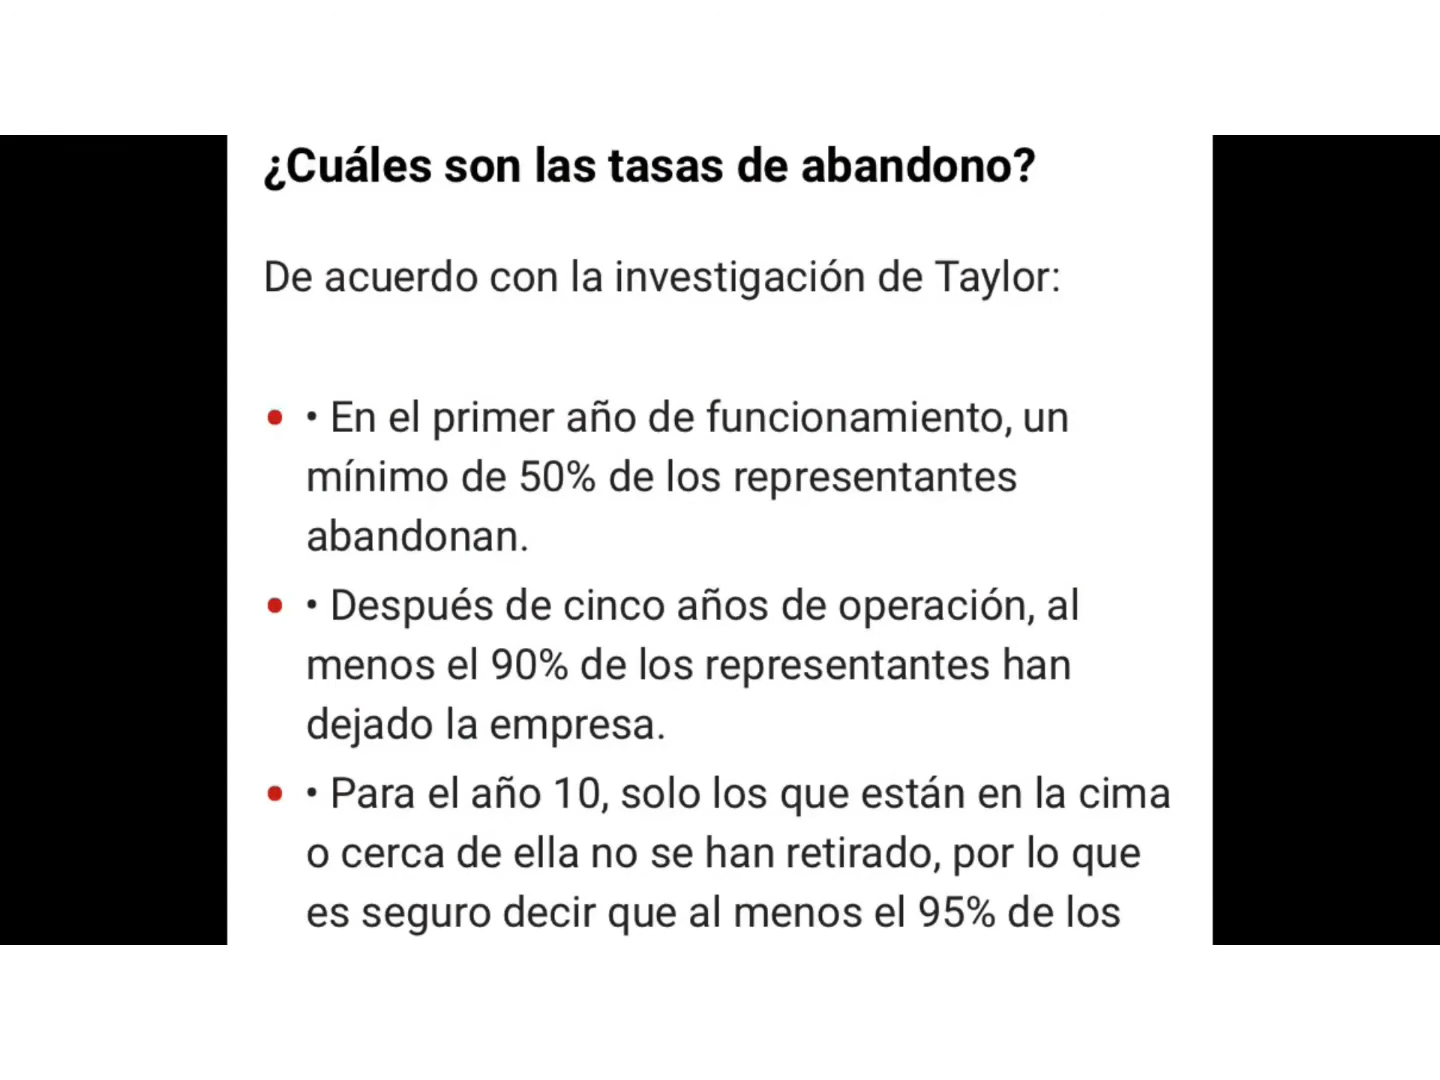 ¿Cuáles son las tasas de abandono?
De acuerdo con la investigación de Taylor:
• • En el primer año de funcionamiento, un
mínimo de 50% de los representantes
abandonan.
• • Después de cinco años de operación, al
menos el 90% de los representantes han
dejado la empresa.
• • Para el año 10, solo los que están en la cima
o cerca de ella no se han retirado, por lo que
es seguro decir que al menos el 95% de los